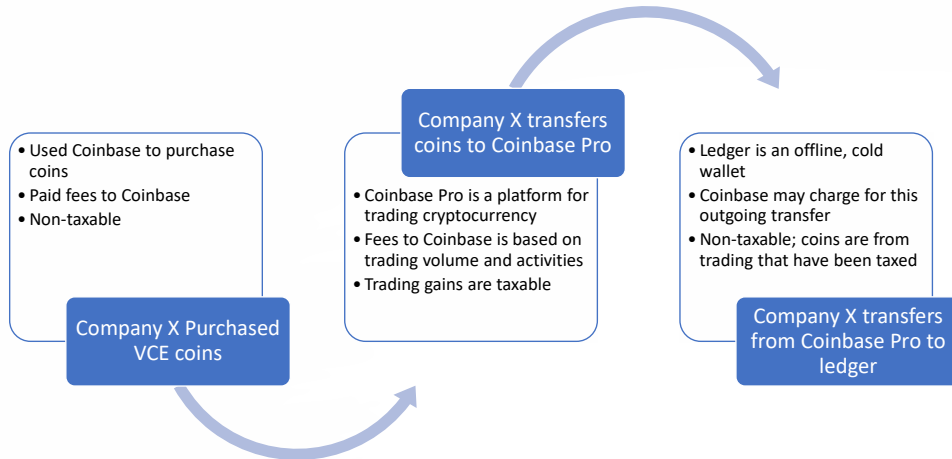 • Used Coinbase to purchase
coins
• Paid fees to Coinbase
• Non-taxable
Company X Purchased
VCE coins
Company X transfers
coins to Coinbase Pro
• Coinbase Pro is a platform for
trading cryptocurrency
• Fees to Coinbase is based on
trading volume and activities
• Trading gains are taxable
• Ledger is an offline, cold
wallet
• Coinbase may charge for this
outgoing transfer
• Non-taxable; coins are from
trading that have been taxed
Company X transfers
from Coinbase Pro to
ledger